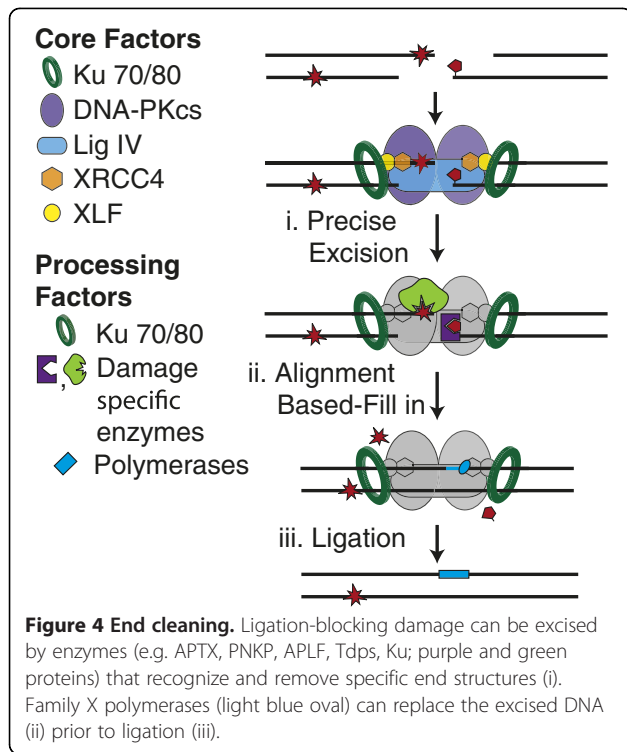 Core Factors
Ku 70/80
DNA-PKcs
Lig IV
XRCC4
XLF
Processing
Factors
Ku 70/80
, Damage
specific
enzymes
Polymerases
i. Precise
Excision
ii. Alignment
Based-Fill in
iii. Ligation
Figure 4 End cleaning. Ligation-blocking damage can be excised
by enzymes (e.g. APTX, PNKP, APLF, Tdps, Ku; purple and green
proteins) that recognize and remove specific end structures (i).
Family X polymerases (light blue oval) can replace the excised DNA
(ii) prior to ligation (iii).